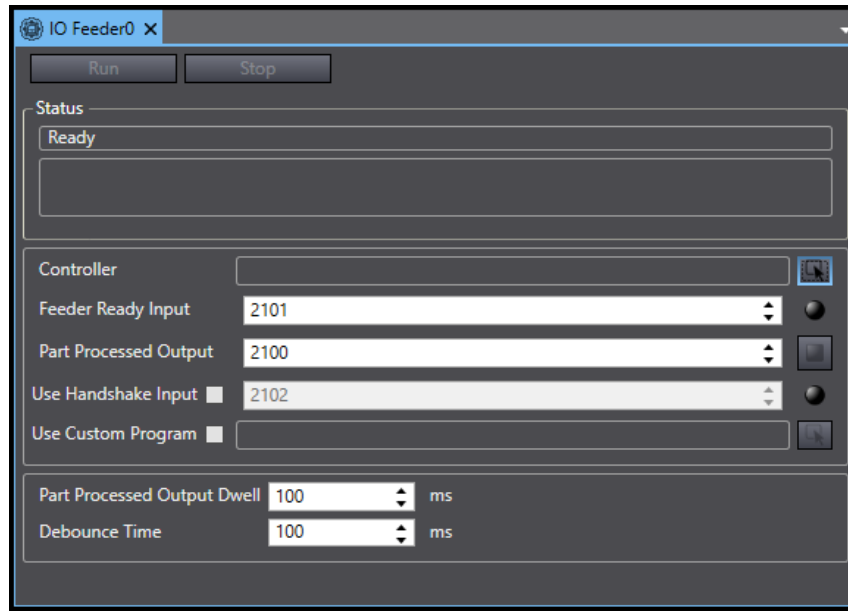 IO Feeder0
Run Stop
Status
Ready
Controller
Feeder Ready Input 2101
Part Processed Output 2100
Use Handshake Input 2102
Use Custom Program
Part Processed Output Dwell 100 ms
Debounce Time 100 ms